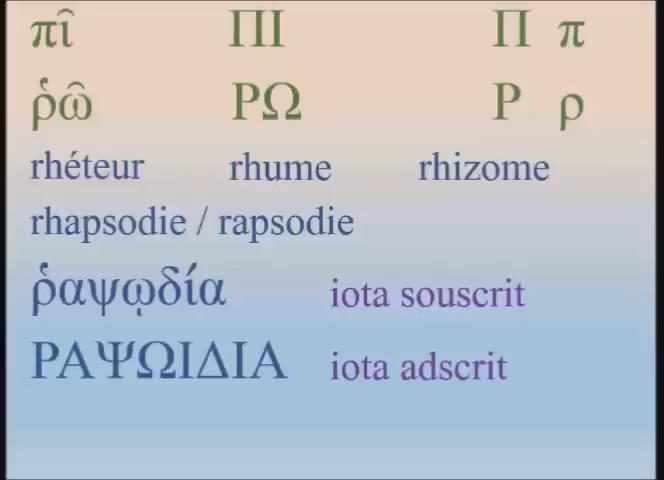 πῖ ΠΙ Π π
ῥῶ ΡΩ Ρ ρ
rhéteur rhume rhizome
rhapsodie / rapsodie
ῥαψῳδία iota souscrit
ΡΑΨΩΙΔΙΑ iota adscrit